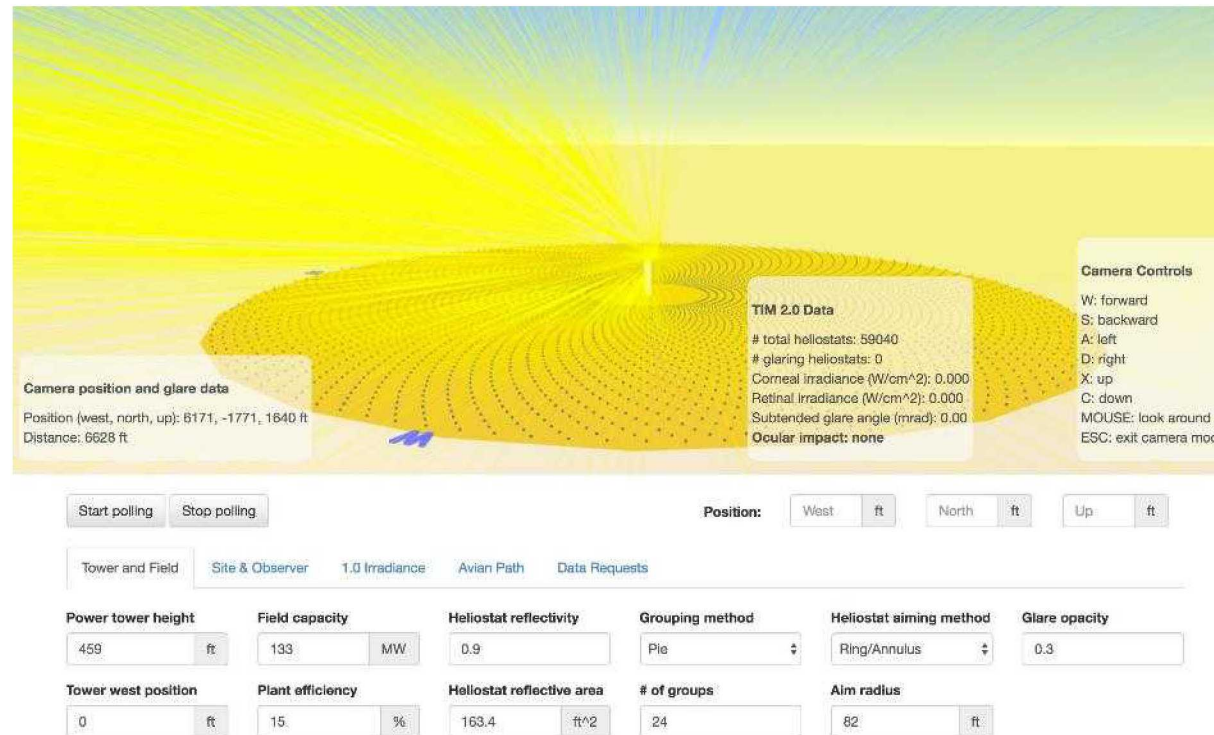 Camera Controls
W: forward
S: backward
A: left
D: right
X: up
C: down
MOUSE: look around
ESC: exit camera mod
TIM 2.0 Data
# total heliostats: 59040
# glaring heliostats: 0
Corneal irradiance (W/cm^2): 0.000
Retinal irradiance (W/cm^2): 0.000
Subtended glare angle (mrad): 0.00
Ocular impact: none
Camera position and glare data
Position (west, north, up): 6171, -1771, 1640 ft
Distance: 6628 ft
Start polling Stop polling Position: West ft North ft Up ft
Tower and Field Site & Observer 1.0 Irradiance Avian Path Data Requests
Power tower height Field capacity Heliostat reflectivity Grouping method Heliostat aiming method Glare opacity
459 ft 133 MW 0.9 Pie Ring/Annulus 0.3
Tower west position Plant efficiency Heliostat reflective area # of groups Aim radius
0 ft 15 % 163.4 ft^2 24 82 ft